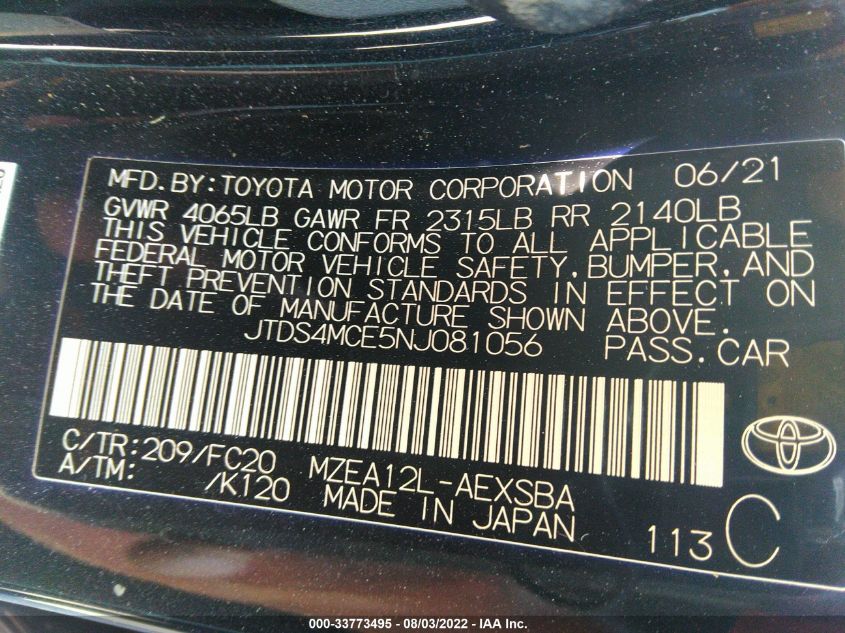 MFD.BY:TOYOTA MOTOR CORPORATION 06/21
GVWR 4065LB GAWR FR 2315LB RR 2140LB
THIS VEHICLE CONFORMS TO ALL APPLICABLE
FEDERAL MOTOR VEHICLE SAFETY,BUMPER,AND
THEFT PREVENTION STANDARDS IN EFFECT ON
THE DATE OF MANUFACTURE SHOWN ABOVE.
JTDS4MCE5NJ081056 PASS.CAR
C/TR:209/FC20 MZEA12L-AEXSBA
A/TM: /K120 MADE IN JAPAN
113 C
000-33773495 - 08/03/2022 - IAA Inc.